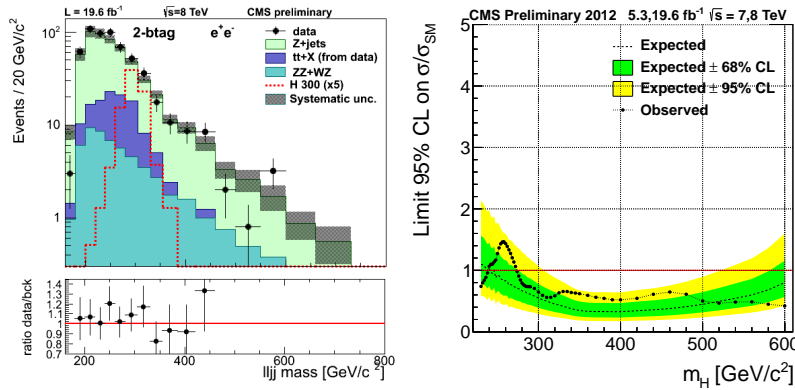 L = 19.6 fb⁻¹ √s=8 TeV CMS preliminary
2-btag e⁺e⁻
data
Z+jets
tt+X (from data)
ZZ+WZ
H 300 (x5)
Systematic unc.
Events / 20 GeV/c²
10²
10
1
ratio data/bck
1.4
1.3
1.2
1.1
1
0.9
0.8
0.7
200 400 600 800
lljj mass [GeV/c²]
CMS Preliminary 2012 5.3,19.6 fb⁻¹ √s = 7,8 TeV
Expected
Expected ± 68% CL
Expected ± 95% CL
Observed
Limit 95% CL on σ/σSM
5
4
3
2
1
0
300 400 500 600
mH [GeV/c²]